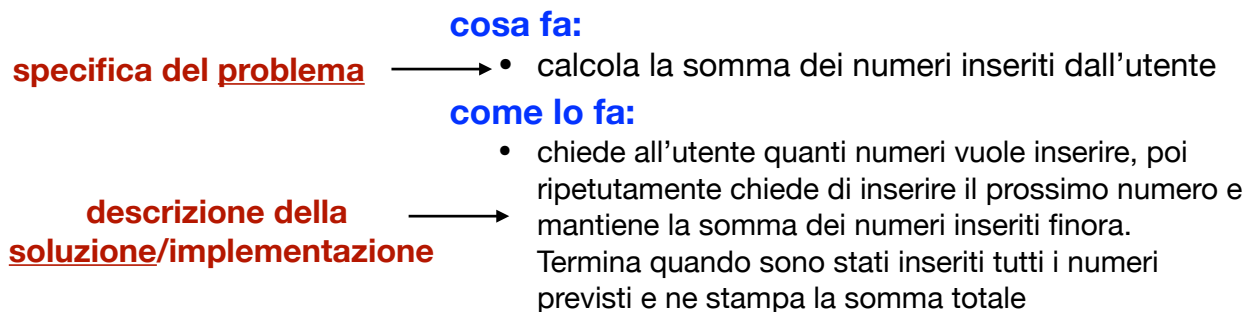 cosa fa:
specifica del problema
• calcola la somma dei numeri inseriti dall'utente
come lo fa:
• chiede all'utente quanti numeri vuole inserire, poi
ripetutamente chiede di inserire il prossimo numero e
mantiene la somma dei numeri inseriti finora.
Termina quando sono stati inseriti tutti i numeri
previsti e ne stampa la somma totale
descrizione della
soluzione/implementazione